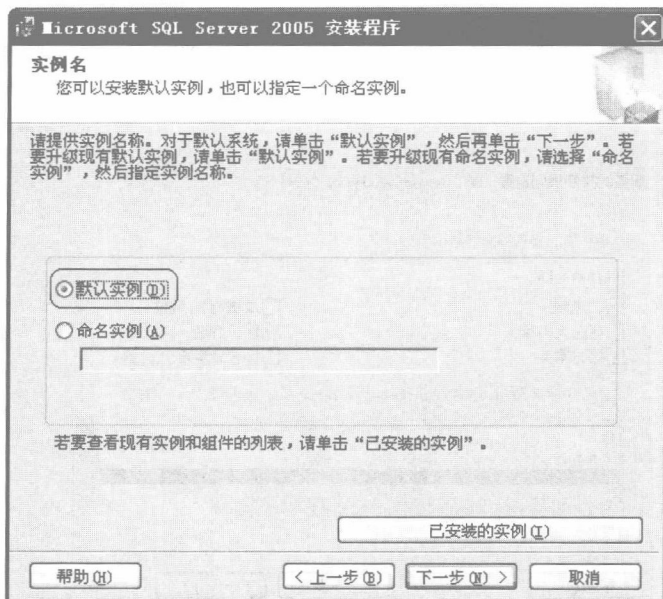 Microsoft SQL Server 2005 安装程序
实例名
您可以安装默认实例，也可以指定一个命名实例。
请提供实例名称。对于默认系统，请单击“默认实例”，然后再单击“下一步”。若
要升级现有默认实例，请单击“默认实例”。若要升级现有命名实例，请选择“命名
实例”，然后指定实例名称。
默认实例(D)
命名实例(A)
若要查看现有实例和组件的列表，请单击“已安装的实例”。
已安装的实例(I)
帮助(H)
< 上一步(B)
下一步(N) >
取消